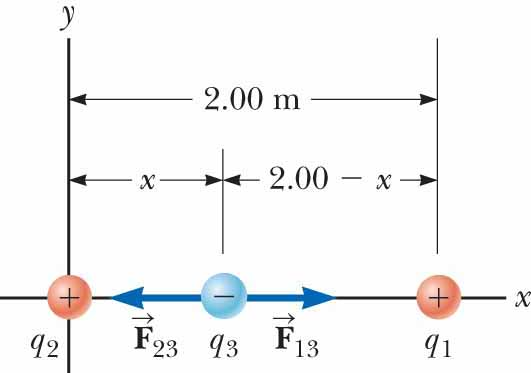 y
2.00 m
x
2.00 − x
+ − + x
q₂ F⃗₂₃ q₃ F⃗₁₃ q₁